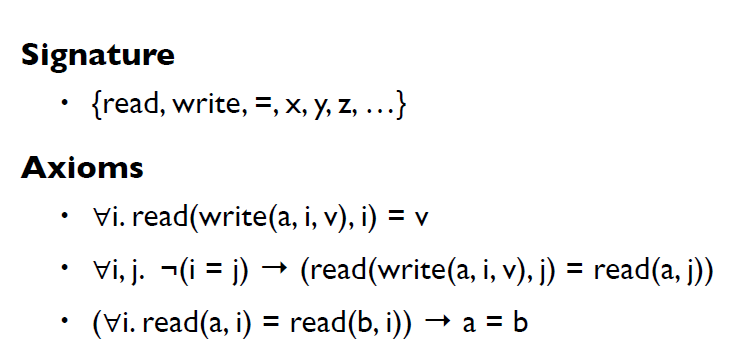 Signature
• {read, write, =, x, y, z, …}
Axioms
• ∀i. read(write(a, i, v), i) = v
• ∀i, j. ¬(i = j) → (read(write(a, i, v), j) = read(a, j))
• (∀i. read(a, i) = read(b, i)) → a = b